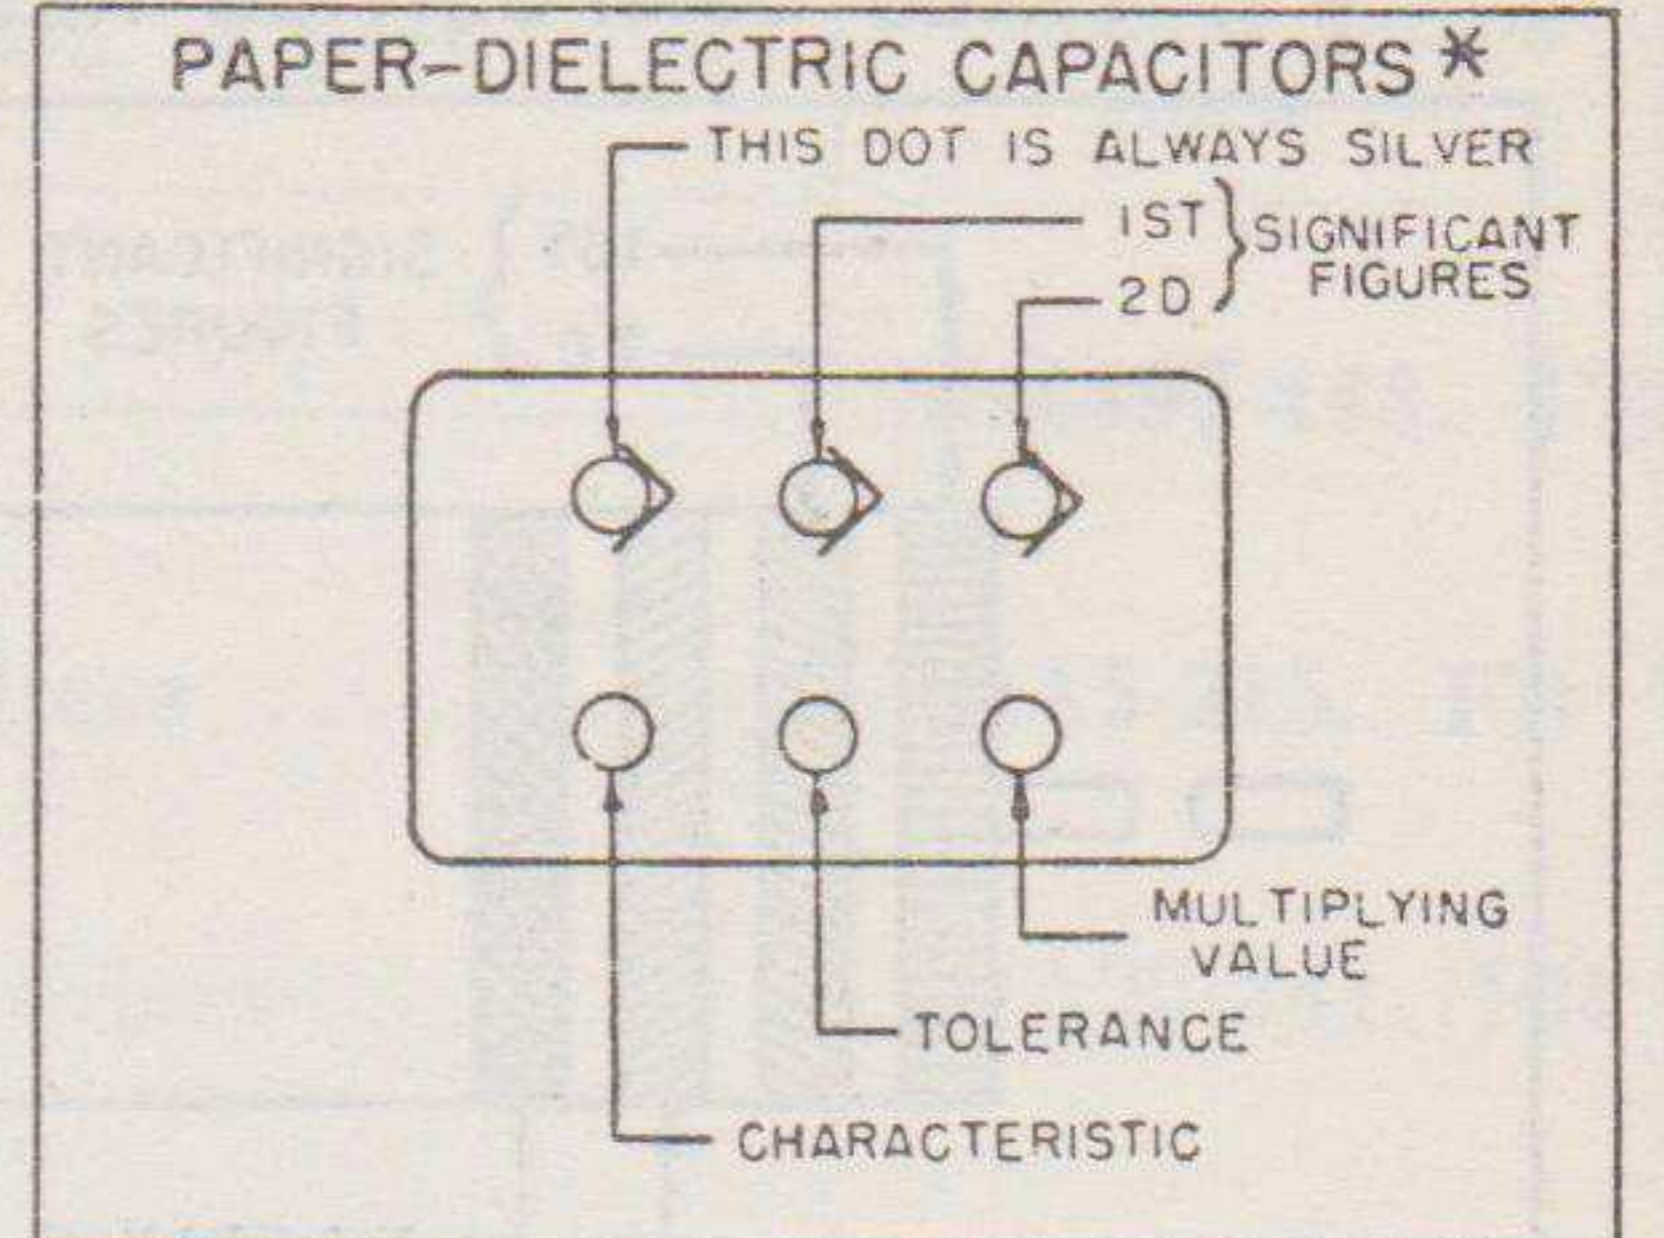 PAPER-DIELECTRIC CAPACITORS *
THIS DOT IS ALWAYS SILVER
1ST
2D
SIGNIFICANT
FIGURES
MULTIPLYING
VALUE
TOLERANCE
CHARACTERISTIC